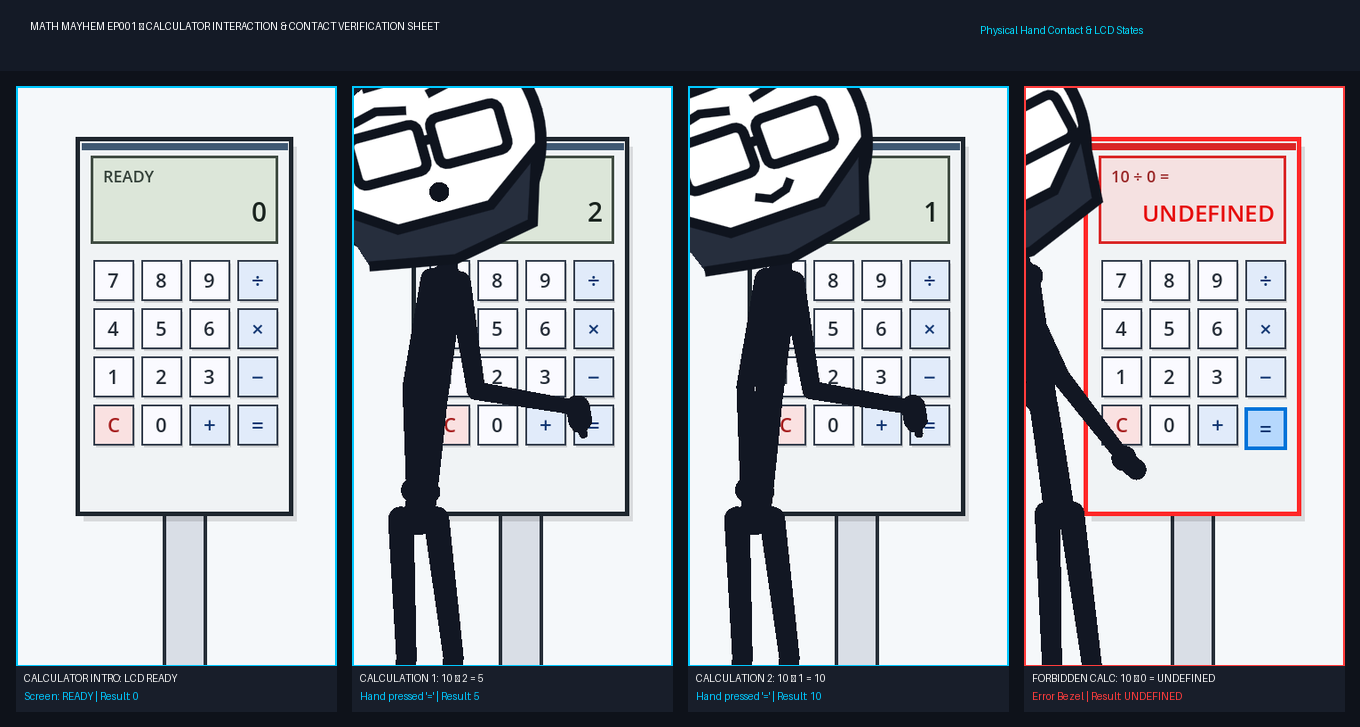 MATH MAYHEM EP001 ▯ CALCULATOR INTERACTION & CONTACT VERIFICATION SHEET
Physical Hand Contact & LCD States
READY
0
7 8 9 ÷
4 5 6 ×
1 2 3 −
C 0 + =
CALCULATOR INTRO: LCD READY
Screen: READY | Result: 0
2
8 9 ÷
5 6 ×
2 3 −
C 0 + =
CALCULATION 1: 10 ▯ 2 = 5
Hand pressed '=' | Result: 5
1
8 9 ÷
5 6 ×
2 3 −
C 0 + =
CALCULATION 2: 10 ▯ 1 = 10
Hand pressed '=' | Result: 10
10 ÷ 0 =
UNDEFINED
7 8 9 ÷
4 5 6 ×
1 2 3 −
C 0 + =
FORBIDDEN CALC: 10 ▯ 0 = UNDEFINED
Error Bezel | Result: UNDEFINED